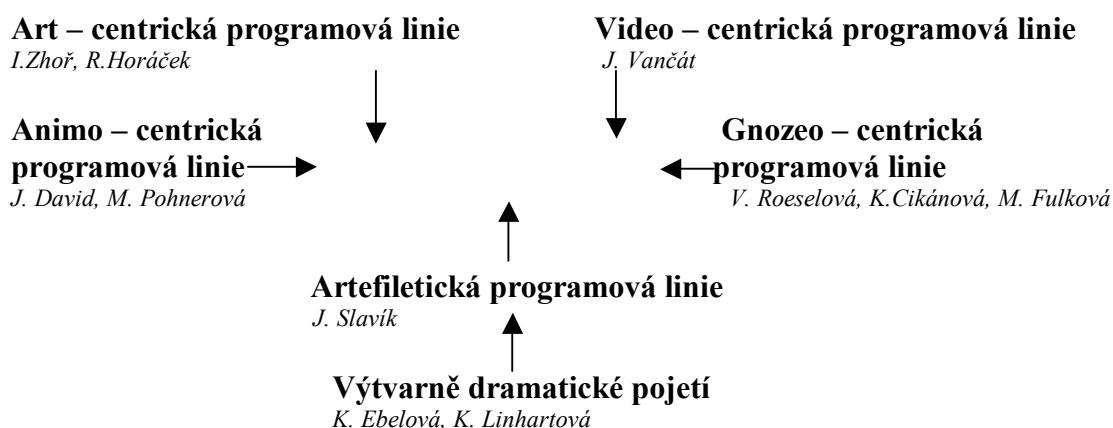 Art – centrická programová linie
I.Zhoř, R.Horáček
Video – centrická programová linie
J. Vančát
Animo – centrická
programová linie
J. David, M. Pohnerová
Gnozeo – centrická
programová linie
V. Roeselová, K.Cikánová, M. Fulková
Artefiletická programová linie
J. Slavík
Výtvarně dramatické pojetí
K. Ebelová, K. Linhartová